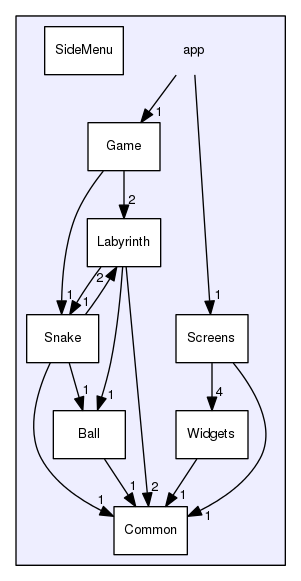 SideMenu
app
1
Game
2
Labyrinth
1
2
1
1
Snake
Screens
1
1
4
Ball
Widgets
1
1
2
1
1
Common